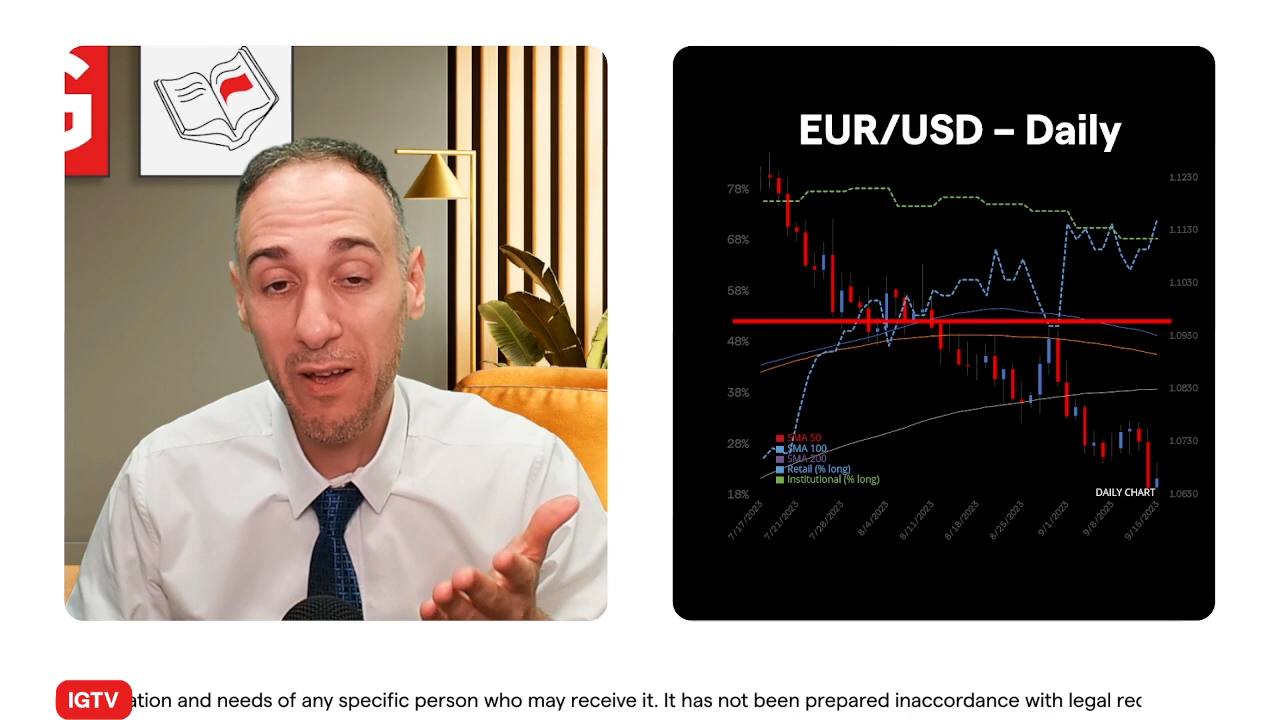 G
EUR/USD – Daily
78%
68%
58%
48%
38%
28%
18%
1.1230
1.1130
1.1030
1.0930
1.0830
1.0730
1.0630
SMA 50
SMA 100
SMA 200
Retail (% long)
Institutional (% long)
DAILY CHART
7/17/2023
7/21/2023
7/28/2023
8/4/2023
8/11/2023
8/18/2023
8/25/2023
9/1/2023
9/8/2023
9/15/2023
IGTV
ation and needs of any specific person who may receive it. It has not been prepared inaccordance with legal rec